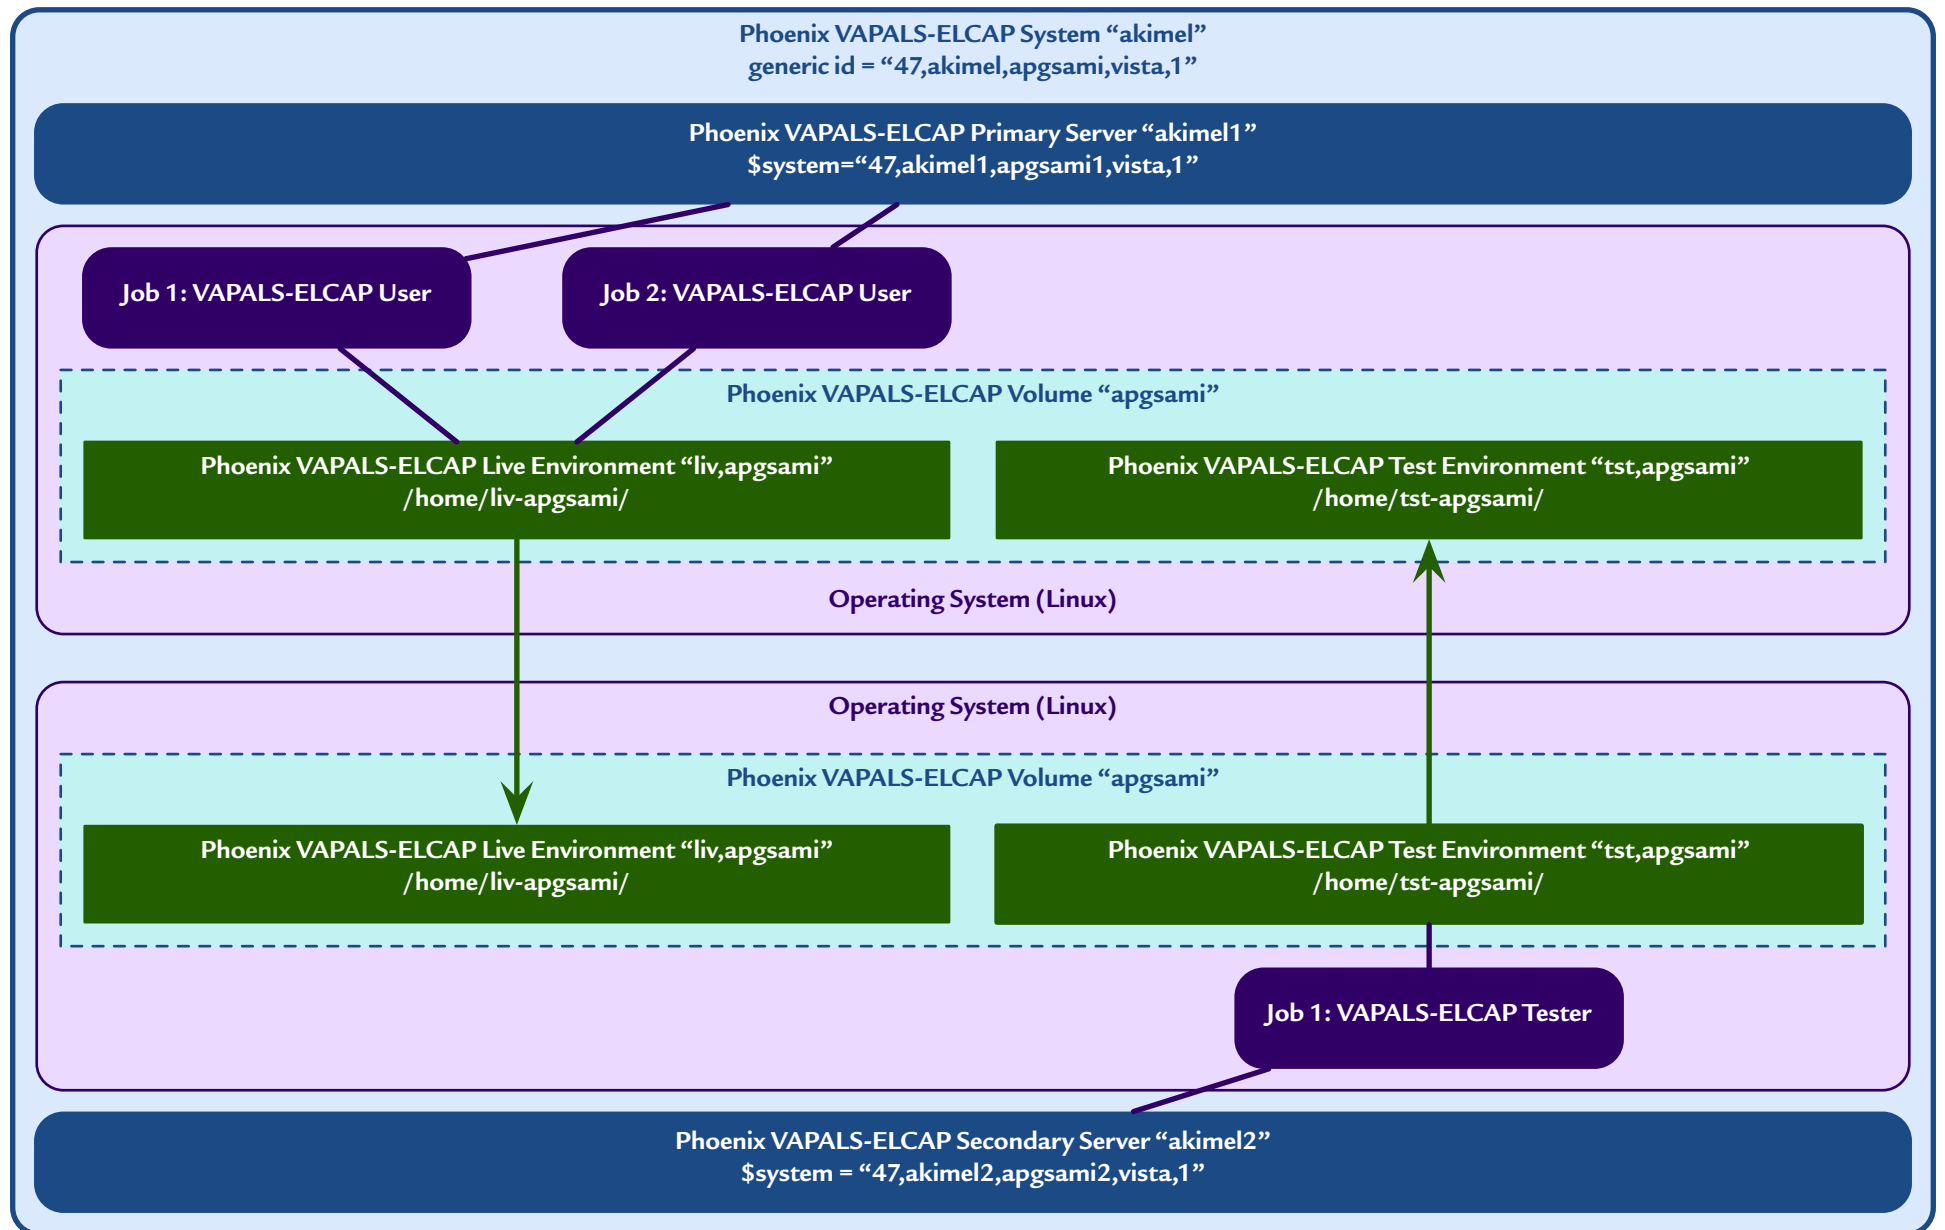 Phoenix VAPALS-ELCAP System “akimel”
generic id = “47,akimel,apgsami,vista,1”
Phoenix VAPALS-ELCAP Primary Server “akimel1”
$system=“47,akimel1,apgsami1,vista,1”
Job 1: VAPALS-ELCAP User
Job 2: VAPALS-ELCAP User
Phoenix VAPALS-ELCAP Volume “apgsami”
Phoenix VAPALS-ELCAP Live Environment “liv,apgsami”
/home/liv-apgsami/
Phoenix VAPALS-ELCAP Test Environment “tst,apgsami”
/home/tst-apgsami/
Operating System (Linux)
Operating System (Linux)
Phoenix VAPALS-ELCAP Volume “apgsami”
Phoenix VAPALS-ELCAP Live Environment “liv,apgsami”
/home/liv-apgsami/
Phoenix VAPALS-ELCAP Test Environment “tst,apgsami”
/home/tst-apgsami/
Job 1: VAPALS-ELCAP Tester
Phoenix VAPALS-ELCAP Secondary Server “akimel2”
$system = “47,akimel2,apgsami2,vista,1”